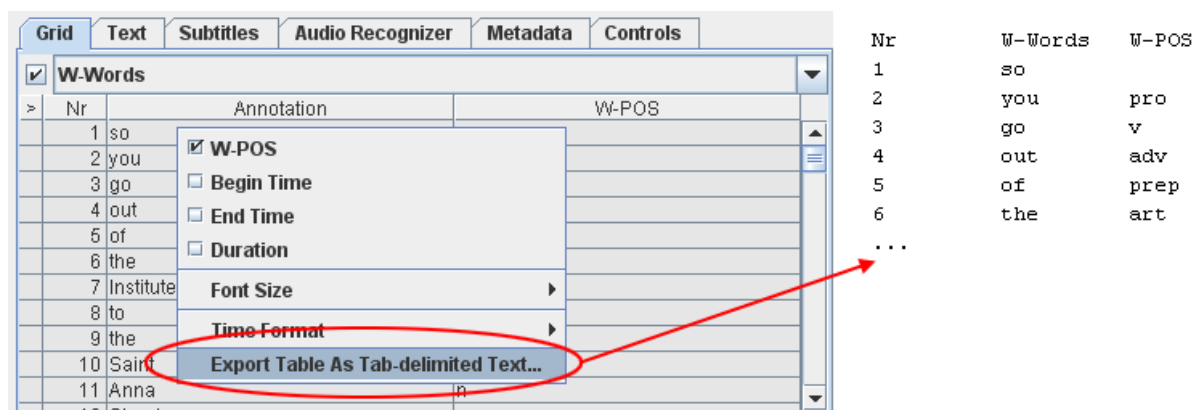 Grid Text Subtitles Audio Recognizer Metadata Controls
W-Words
> Nr Annotation W-POS
1 so
2 you
3 go
4 out
5 of
6 the
7 Institute
8 to
9 the
10 Saint
11 Anna n
W-POS
Begin Time
End Time
Duration
Font Size
Time Format
Export Table As Tab-delimited Text...
Nr W-Words W-POS
1 so
2 you pro
3 go v
4 out adv
5 of prep
6 the art
...